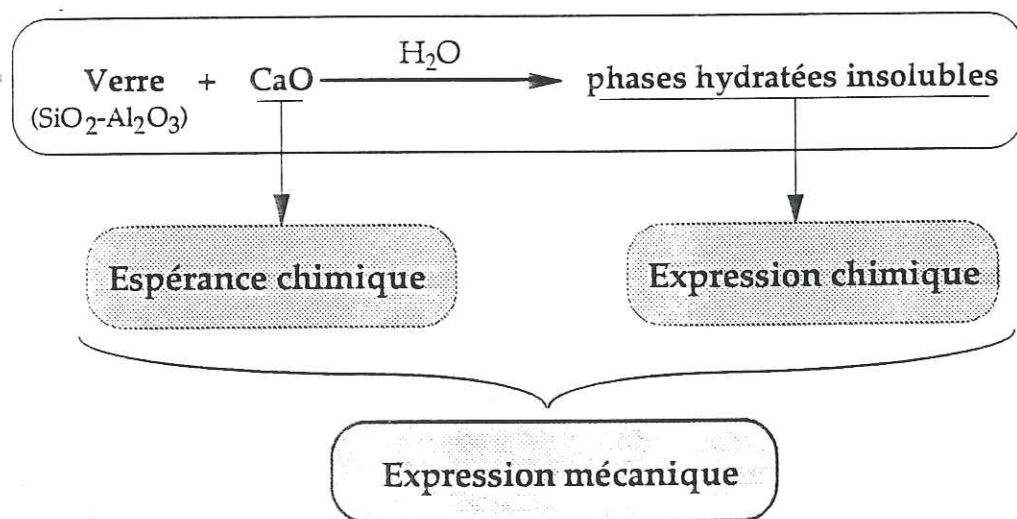 H₂O
Verre + CaO phases hydratées insolubles
(SiO₂-Al₂O₃)
Espérance chimique Expression chimique
Expression mécanique